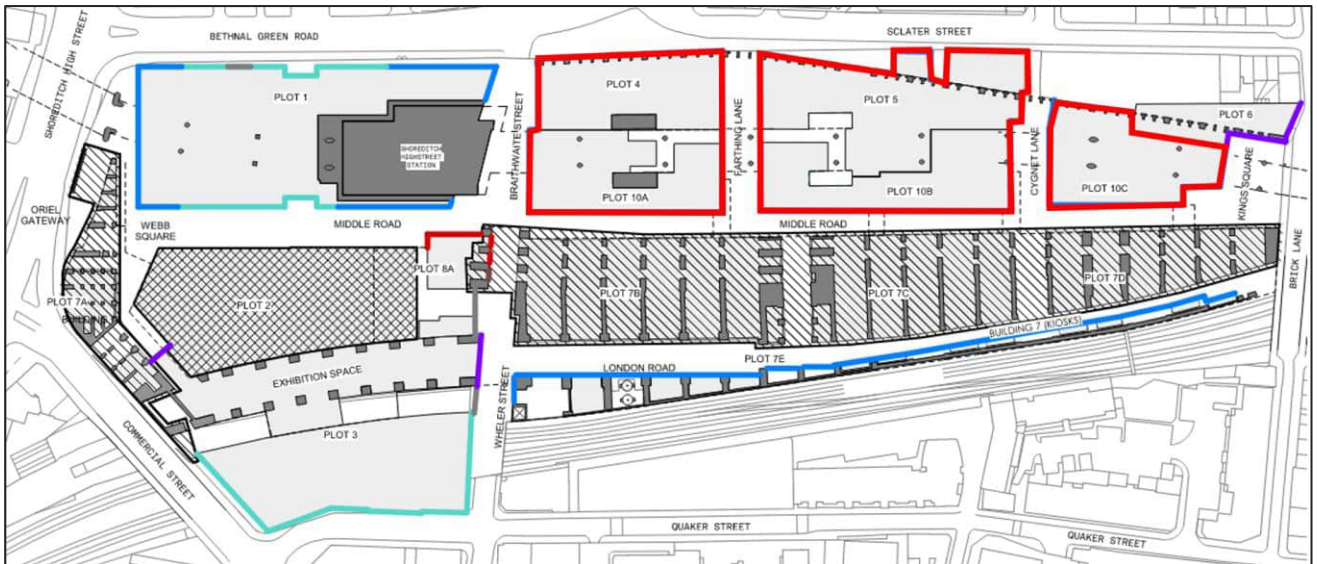 BETHNAL GREEN ROAD
SCLATER STREET
SHOREDITCH HIGH STREET
PLOT 1
SHOREDITCH
HIGHSTREET
STATION
BRAITHWAITE STREET
PLOT 4
FARTHING LANE
PLOT 5
CYGNET LANE
PLOT 6
KINGS SQUARE
PLOT 10A
PLOT 10B
PLOT 10C
ORIEL
GATEWAY
WEBB
SQUARE
MIDDLE ROAD
MIDDLE ROAD
BRICK LANE
PLOT 8A
PLOT 7A
PLOT 2
PLOT 7B
PLOT 7C
PLOT 7D
BUILDING 7 (KIOSKS)
PLOT 7E
LONDON ROAD
EXHIBITION SPACE
WHELER STREET
PLOT 3
COMMERCIAL STREET
QUAKER STREET
QUAKER STREET